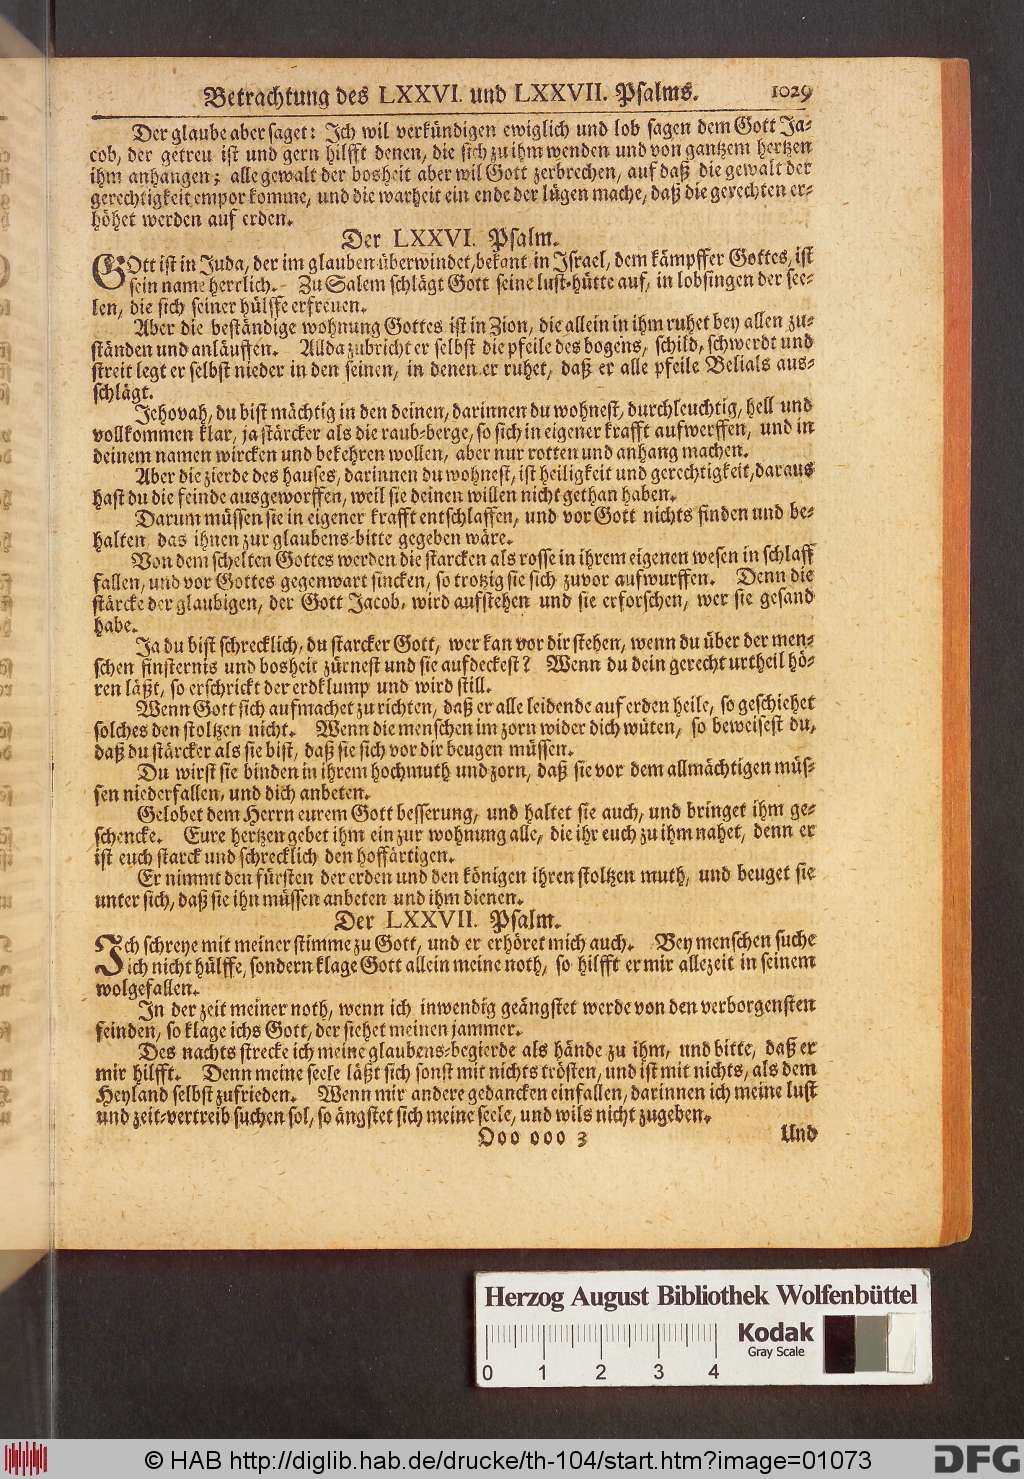 Betrachtung des LXXVI. und LXXVII. Psalms. 1029
Der glaube aber saget: Ich wil verkündigen ewiglich und lob sagen dem Gott Ja-
cob, der getreu ist und gern hilfft denen, die sich zu ihm wenden und von gantzem hertzen
ihm anhangen; alle gewalt der bosheit aber wil Gott zerbrechen, auf daß die gewalt der
gerechtigkeit empor komme, und die warheit ein ende der lügen mache, daß die gerechten er-
höhet werden auf erden.
Der LXXVI. Psalm.
GOtt ist in Juda, der im glauben überwindet, bekant in Israel, dem kämpffer Gottes, ist
sein name herrlich. Zu Salem schlägt Gott seine lust-hütte auf, in lobsingen der see-
len, die sich seiner hülffe erfreuen.
Aber die beständige wohnung Gottes ist in Zion, die allein in ihm ruhet bey allen zu-
ständen und anläuffen. Allda zubricht er selbst die pfeile des bogens, schild, schwerdt und
streit legt er selbst nieder in den seinen, in denen er ruhet, daß er alle pfeile Belials aus-
schlägt.
Jehovah, du bist mächtig in den deinen, darinnen du wohnest, durchleuchtig, hell und
vollkommen klar, ja stärcker als die raub-berge, so sich in eigener krafft aufwerffen, und in
deinem namen wircken und bekehren wollen, aber nur rotten und anhang machen.
Aber die zierde des hauses, darinnen du wohnest, ist heiligkeit und gerechtigkeit, daraus
hast du die feinde ausgeworffen, weil sie deinen willen nicht gethan haben.
Darum müssen sie in eigener krafft entschlaffen, und vor Gott nichts finden und be-
halten, das ihnen zur glaubens-bitte gegeben wäre.
Von dem schelten Gottes werden die starcken als rosse in ihrem eigenen wesen in schlaff
fallen, und vor Gottes gegenwart sincken, so trotzig sie sich zuvor aufwurffen. Denn die
stärcke der glaubigen, der Gott Jacob, wird aufstehen und sie erforschen, wer sie gesand
habe.
Ja du bist schrecklich, du starcker Gott, wer kan vor dir stehen, wenn du über der men-
schen finsternis und bosheit zürnest und sie aufdeckest? Wenn du dein gerecht urtheil hö-
ren läßt, so erschrickt der erdklump und wird still.
Wenn Gott sich aufmachet zu richten, daß er alle leidende auf erden heile, so geschiehet
solches den stoltzen nicht. Wenn die menschen im zorn wider dich wüten, so beweisest du,
daß du stärcker als sie bist, daß sie sich vor dir beugen müssen.
Du wirst sie binden in ihrem hochmuth und zorn, daß sie vor dem allmächtigen müs-
sen niederfallen, und dich anbeten.
Gelobet dem Herrn eurem Gott besserung, und haltet sie auch, und bringet ihm ge-
schencke. Eure hertzen gebet ihm ein zur wohnung alle, die ihr euch zu ihm nahet, denn er
ist euch starck und schrecklich den hoffärtigen.
Er nimmt den fürsten der erden und den königen ihren stoltzen muth, und beuget sie
unter sich, daß sie ihn müssen anbeten und ihm dienen.
Der LXXVII. Psalm.
Ich schreye mit meiner stimme zu Gott, und er erhöret mich auch. Bey menschen suche
ich nicht hülffe, sondern klage Gott allein meine noth, so hilfft er mir allezeit in seinem
wolgefallen.
In der zeit meiner noth, wenn ich inwendig geängstet werde von den verborgensten
feinden, so klage ichs Gott, der siehet meinen jammer.
Des nachts strecke ich meine glaubens-begierde als hände zu ihm, und bitte, daß er
mir hilfft. Denn meine seele läßt sich sonst mit nichts trösten, und ist mit nichts, als dem
Heyland selbst zufrieden. Wenn mir andere gedancken einfallen, darinnen ich meine lust
und zeit-vertreib suchen sol, so ängstet sich meine seele, und wils nicht zugeben.
Ooo ooo 3 Und
Herzog August Bibliothek Wolfenbüttel
Kodak
Gray Scale
0 1 2 3 4
© HAB http://diglib.hab.de/drucke/th-104/start.htm?image=01073
DFG